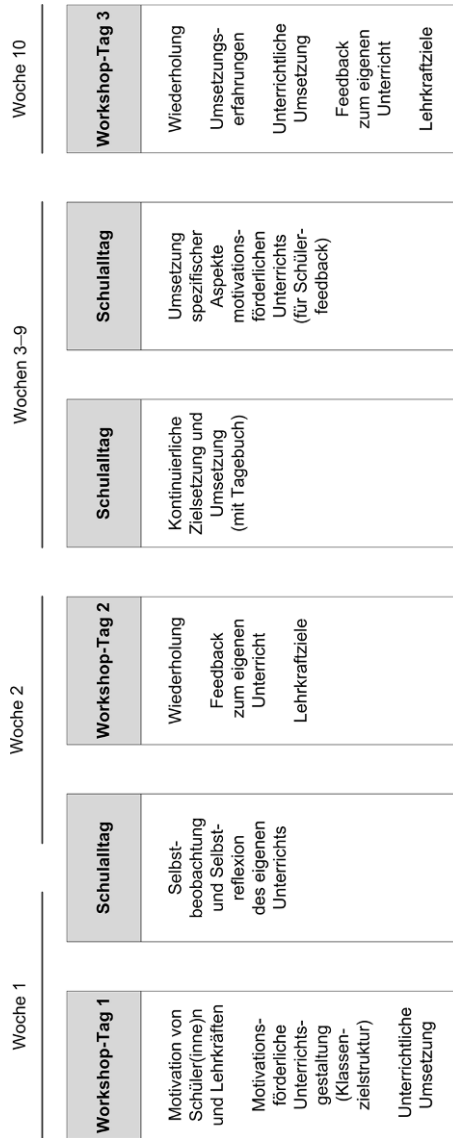 Woche 1
Workshop-Tag 1
Motivation von
Schüler(inne)n
und Lehrkräften
Motivations-
förderliche
Unterrichts-
gestaltung
(Klassen-
zielstruktur)
Unterrichtliche
Umsetzung
Schulalltag
Selbst-
beobachtung
und Selbst-
reflexion
des eigenen
Unterrichts
Woche 2
Workshop-Tag 2
Wiederholung
Feedback
zum eigenen
Unterricht
Lehrkraftziele
Wochen 3–9
Schulalltag
Kontinuierliche
Zielsetzung und
Umsetzung
(mit Tagebuch)
Schulalltag
Umsetzung
spezifischer
Aspekte
motivations-
förderlichen
Unterrichts
(für Schüler-
feedback)
Woche 10
Workshop-Tag 3
Wiederholung
Umsetzungs-
erfahrungen
Unterrichtliche
Umsetzung
Feedback
zum eigenen
Unterricht
Lehrkraftziele